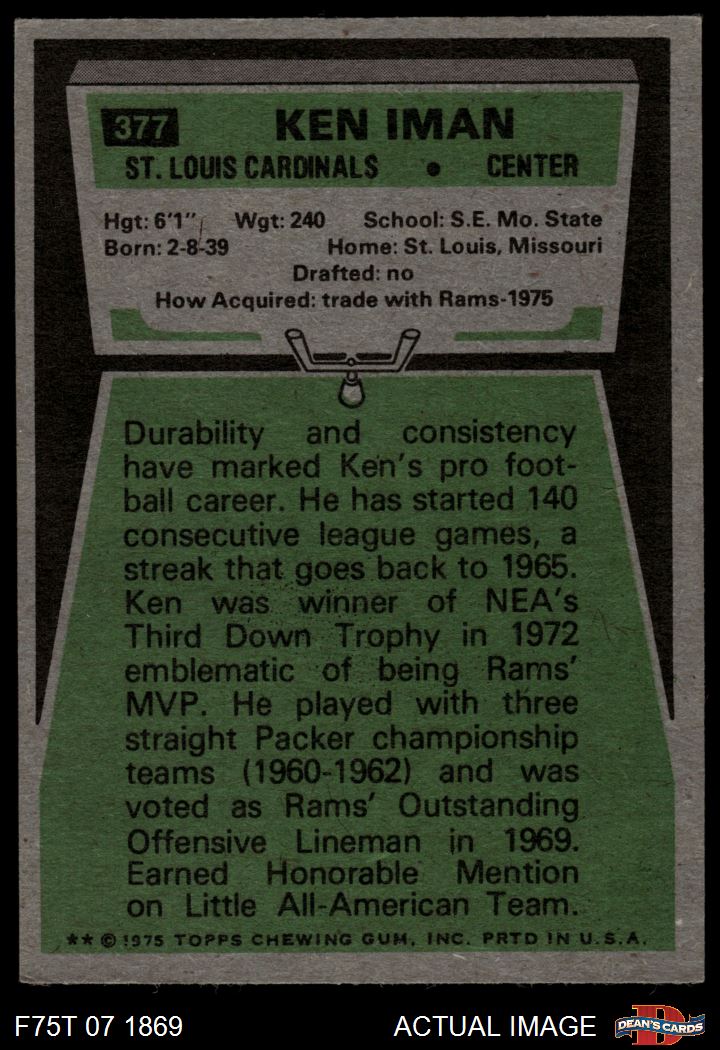 377 KEN IMAN
ST. LOUIS CARDINALS • CENTER
Hgt: 6'1" Wgt: 240 School: S.E. Mo. State
Born: 2-8-39 Home: St. Louis, Missouri
Drafted: no
How Acquired: trade with Rams-1975
Durability and consistency
have marked Ken's pro foot-
ball career. He has started 140
consecutive league games, a
streak that goes back to 1965.
Ken was winner of NEA's
Third Down Trophy in 1972
emblematic of being Rams'
MVP. He played with three
straight Packer championship
teams (1960-1962) and was
voted as Rams' Outstanding
Offensive Lineman in 1969.
Earned Honorable Mention
on Little All-American Team.
** © 1975 TOPPS CHEWING GUM, INC. PRTD IN U.S.A.
F75T 07 1869 ACTUAL IMAGE DEAN'S CARDS